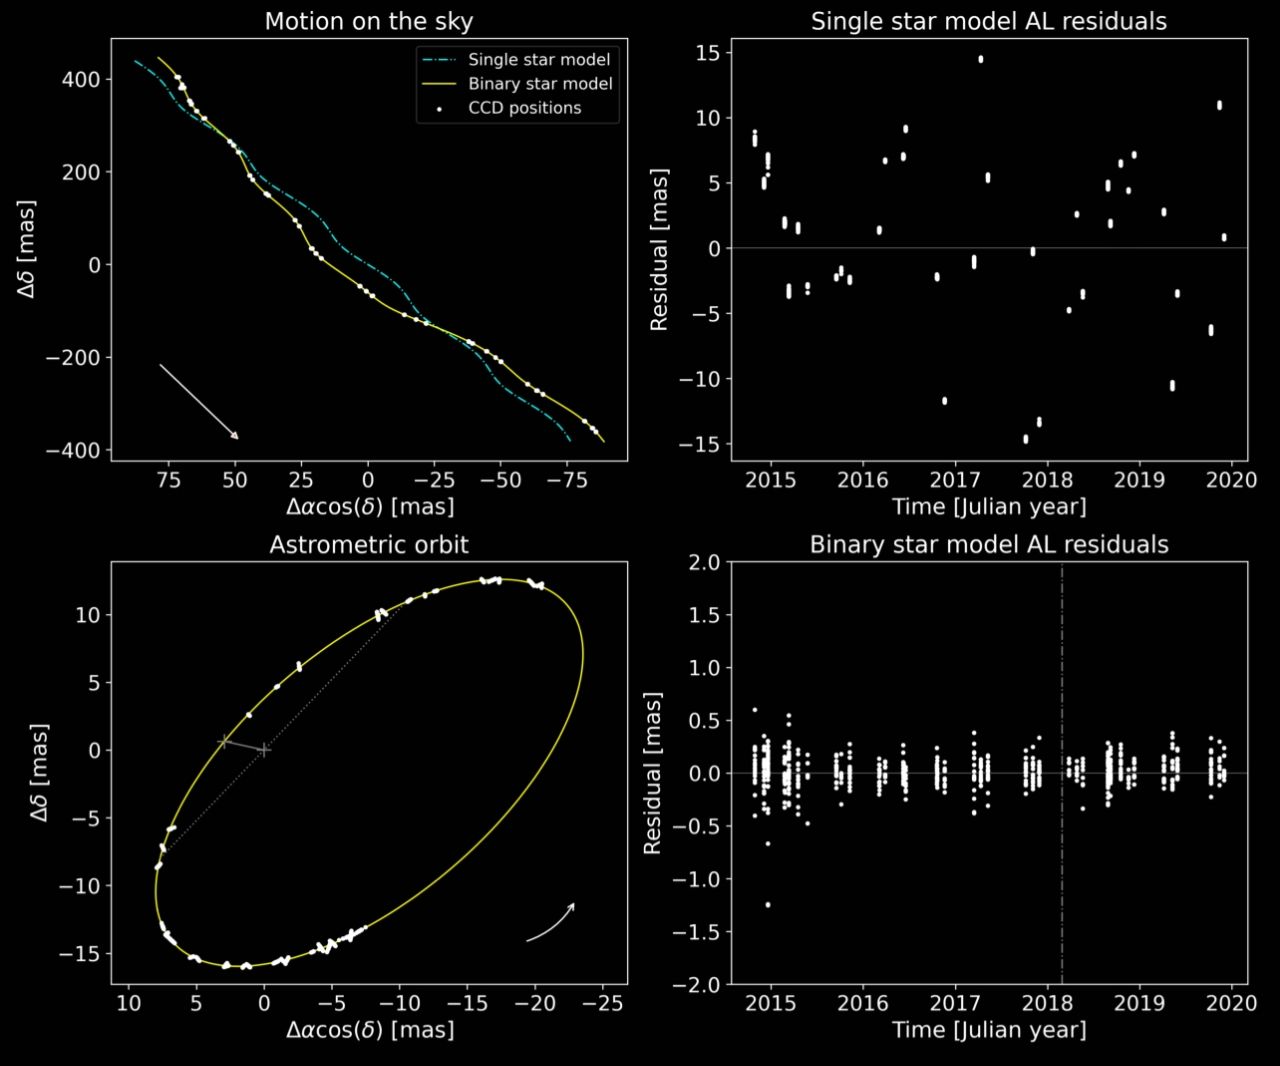 Motion on the sky
Single star model
Binary star model
CCD positions
400
200
0
−200
−400
Δδ [mas]
75 50 25 0 −25 −50 −75
Δαcos(δ) [mas]
Single star model AL residuals
15
10
5
0
−5
−10
−15
Residual [mas]
2015 2016 2017 2018 2019 2020
Time [Julian year]
Astrometric orbit
10
5
0
−5
−10
−15
Δδ [mas]
10 5 0 −5 −10 −15 −20 −25
Δαcos(δ) [mas]
Binary star model AL residuals
2.0
1.5
1.0
0.5
0.0
−0.5
−1.0
−1.5
−2.0
Residual [mas]
2015 2016 2017 2018 2019 2020
Time [Julian year]